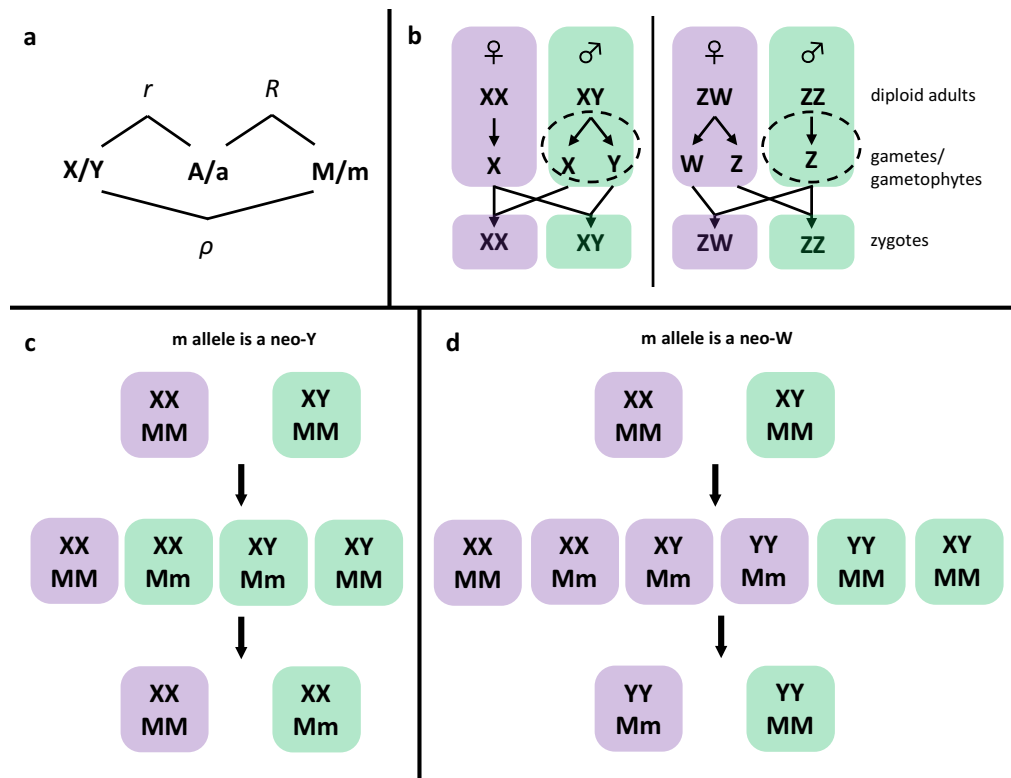 a
r R
X/Y A/a M/m
ρ
b
♀ ♂ ♀ ♂
XX XY ZW ZZ diploid adults
X X Y W Z Z gametes/
gametophytes
XX XY ZW ZZ zygotes
c
m allele is a neo-Y
XX XY
MM MM
XX XX XY XY
MM Mm Mm MM
XX XX
MM Mm
d
m allele is a neo-W
XX XY
MM MM
XX XX XY YY YY XY
MM Mm Mm Mm MM MM
YY YY
Mm MM